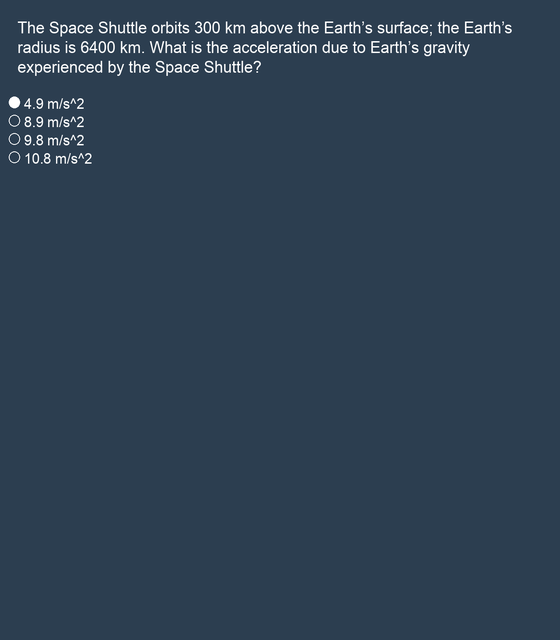 The Space Shuttle orbits 300 km above the Earth’s surface; the Earth’s
radius is 6400 km. What is the acceleration due to Earth’s gravity
experienced by the Space Shuttle?
4.9 m/s^2
8.9 m/s^2
9.8 m/s^2
10.8 m/s^2